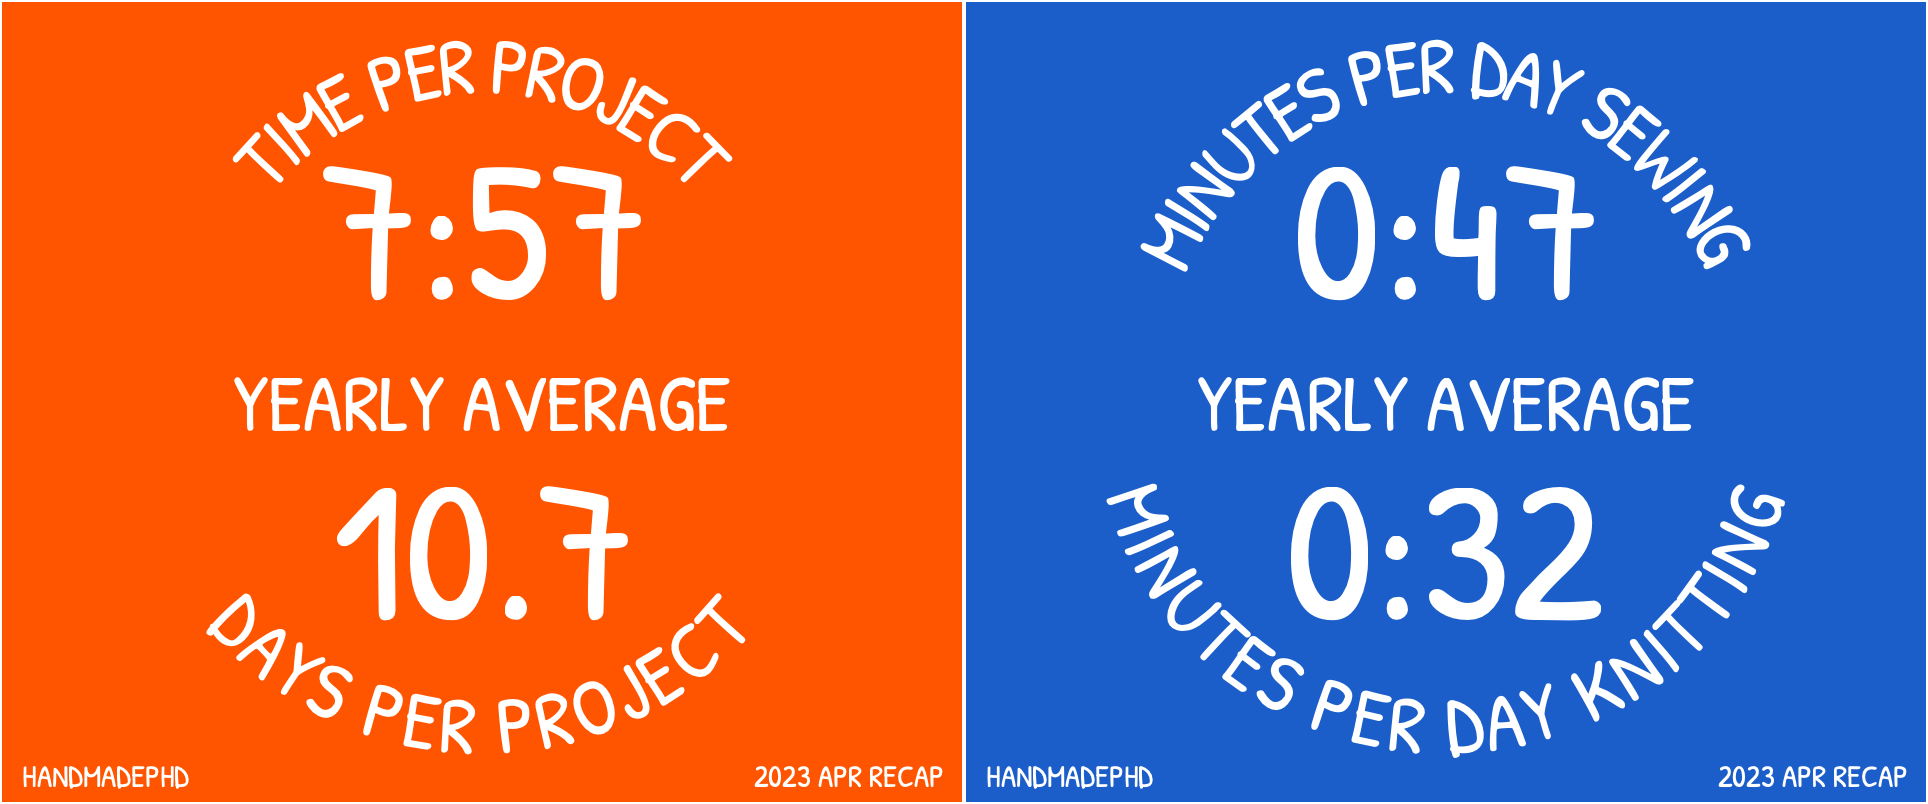 TIME PER PROJECT
7:57
YEARLY AVERAGE
10.7
DAYS PER PROJECT
HANDMADEPHD
2023 APR RECAP
MINUTES PER DAY SEWING
0:47
YEARLY AVERAGE
0:32
MINUTES PER DAY KNITTING
HANDMADEPHD
2023 APR RECAP